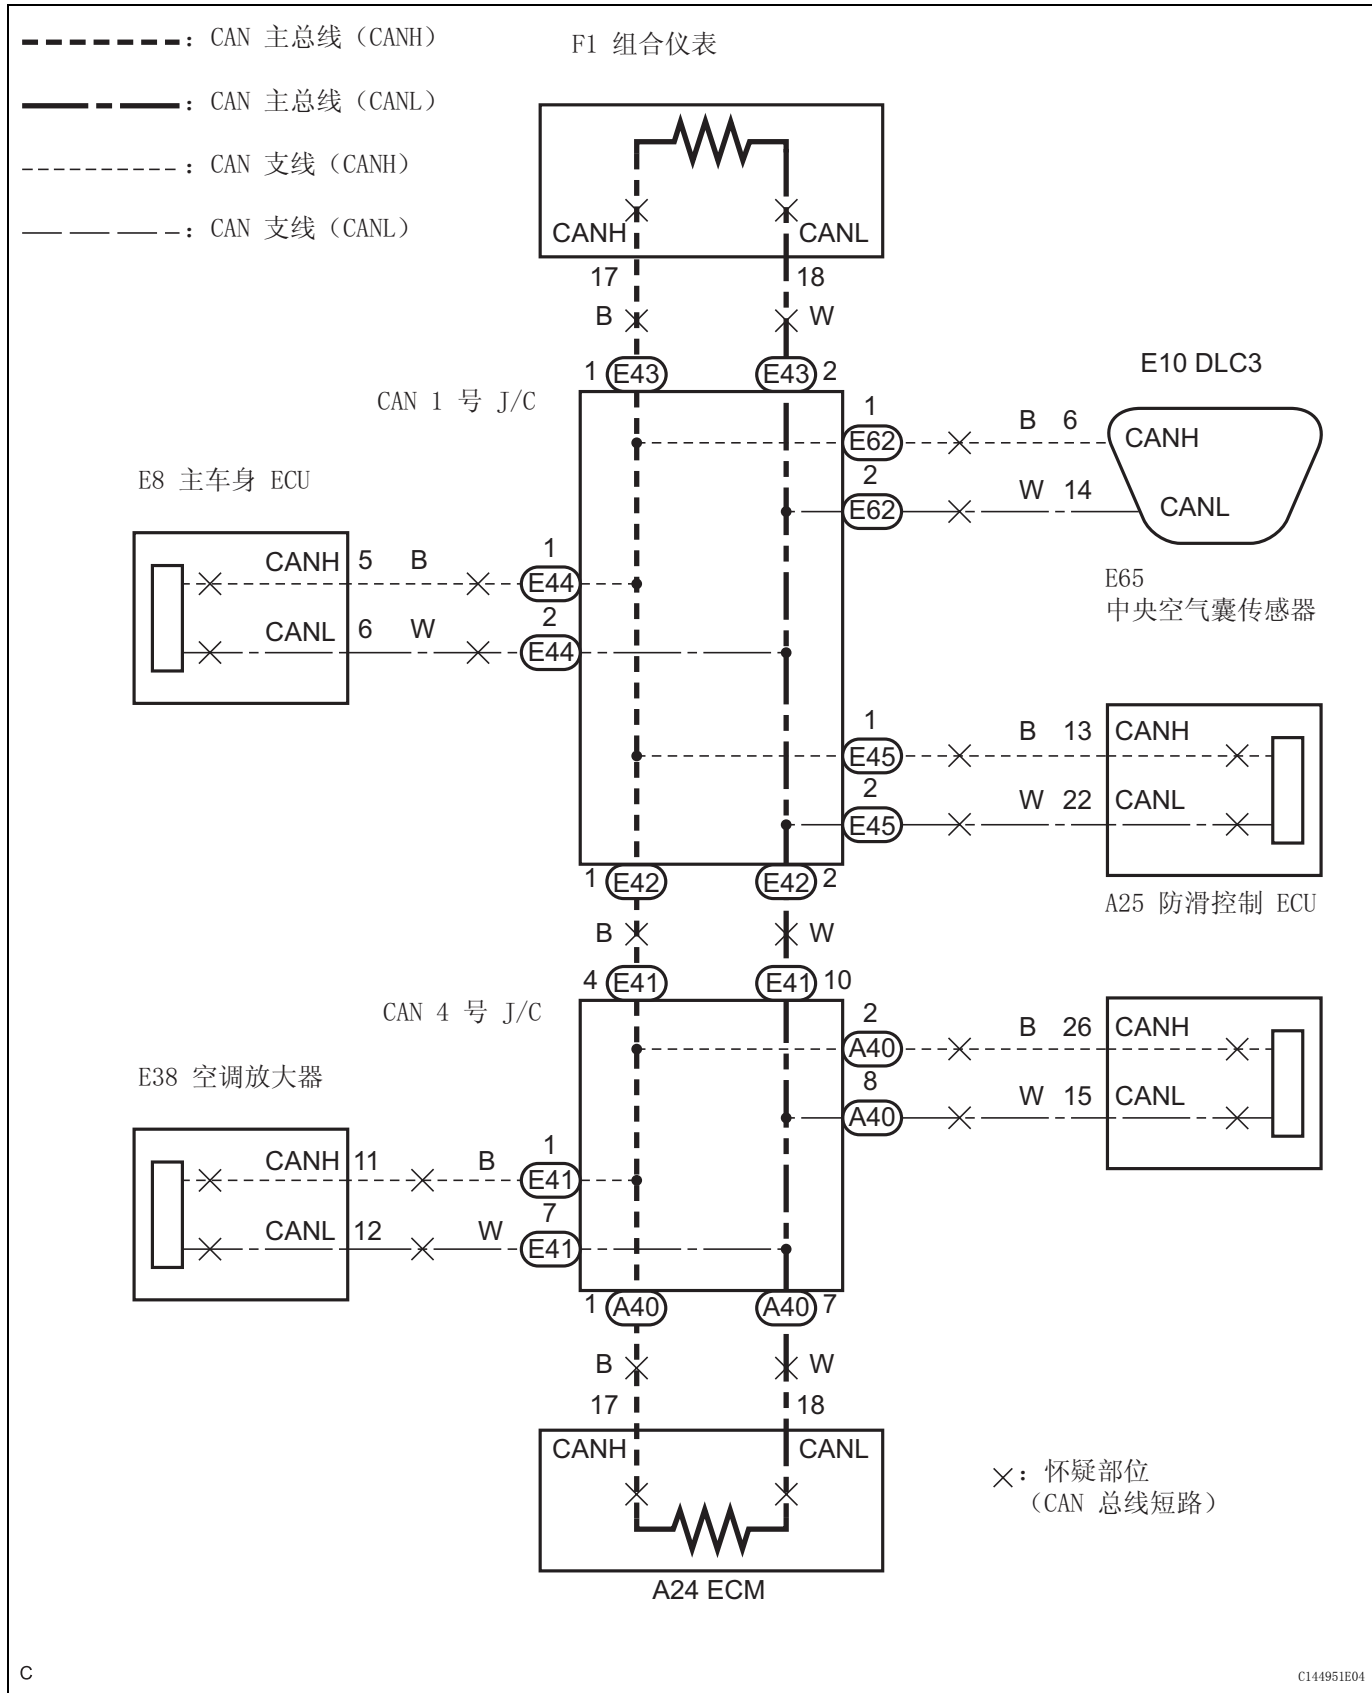 : CAN 主总线（CANH）
: CAN 主总线（CANL）
: CAN 支线（CANH）
: CAN 支线（CANL）
F1 组合仪表
CANH CANL
17 18
B W
1 E43 E43 2
CAN 1 号 J/C
E10 DLC3
1
E62 B 6 CANH
2
E62 W 14 CANL
E8 主车身 ECU
CANH 5 B 1
E44
CANL 6 W 2
E44
E65
中央空气囊传感器
1
E45 B 13 CANH
2
E45 W 22 CANL
A25 防滑控制 ECU
1 E42 E42 2
B W
4 E41 E41 10
CAN 4 号 J/C
2
A40 B 26 CANH
8
A40 W 15 CANL
E38 空调放大器
CANH 11 B 1
E41
CANL 12 W 7
E41
1 A40 A40 7
B W
17 18
CANH CANL
A24 ECM
×: 怀疑部位
（CAN 总线短路）
C
C144951E04